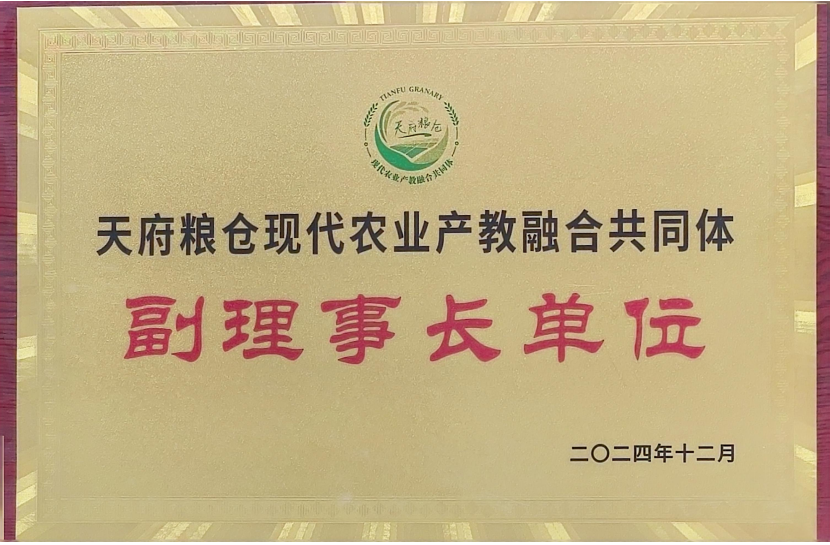 TIANFU GRANARY
天府粮仓
现代农业产教融合共同体
天府粮仓现代农业产教融合共同体
副理事长单位
二〇二四年十二月